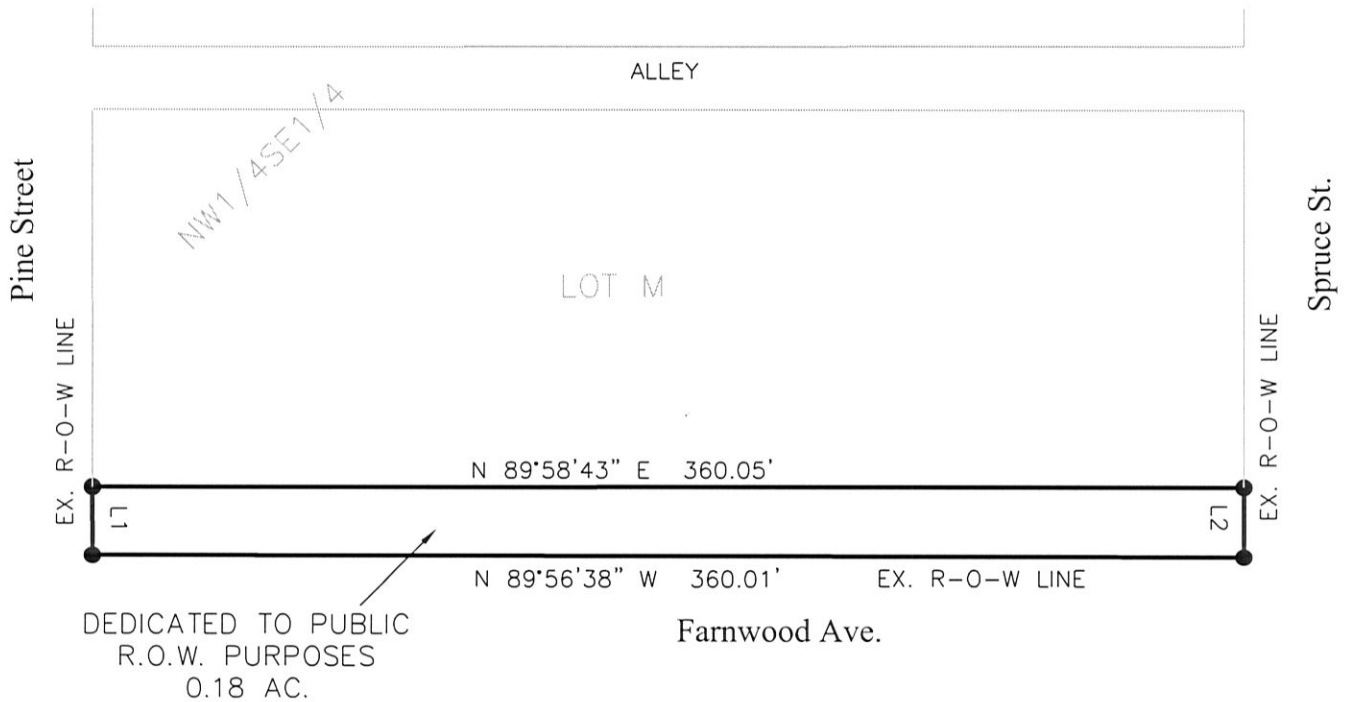 ALLEY
NW1/4SE1/4
Pine Street
Spruce St.
LOT M
EX. R-O-W LINE
EX. R-O-W LINE
N 89°58'43" E 360.05'
L1
L2
N 89°56'38" W 360.01'
EX. R-O-W LINE
DEDICATED TO PUBLIC
R.O.W. PURPOSES
0.18 AC.
Farnwood Ave.